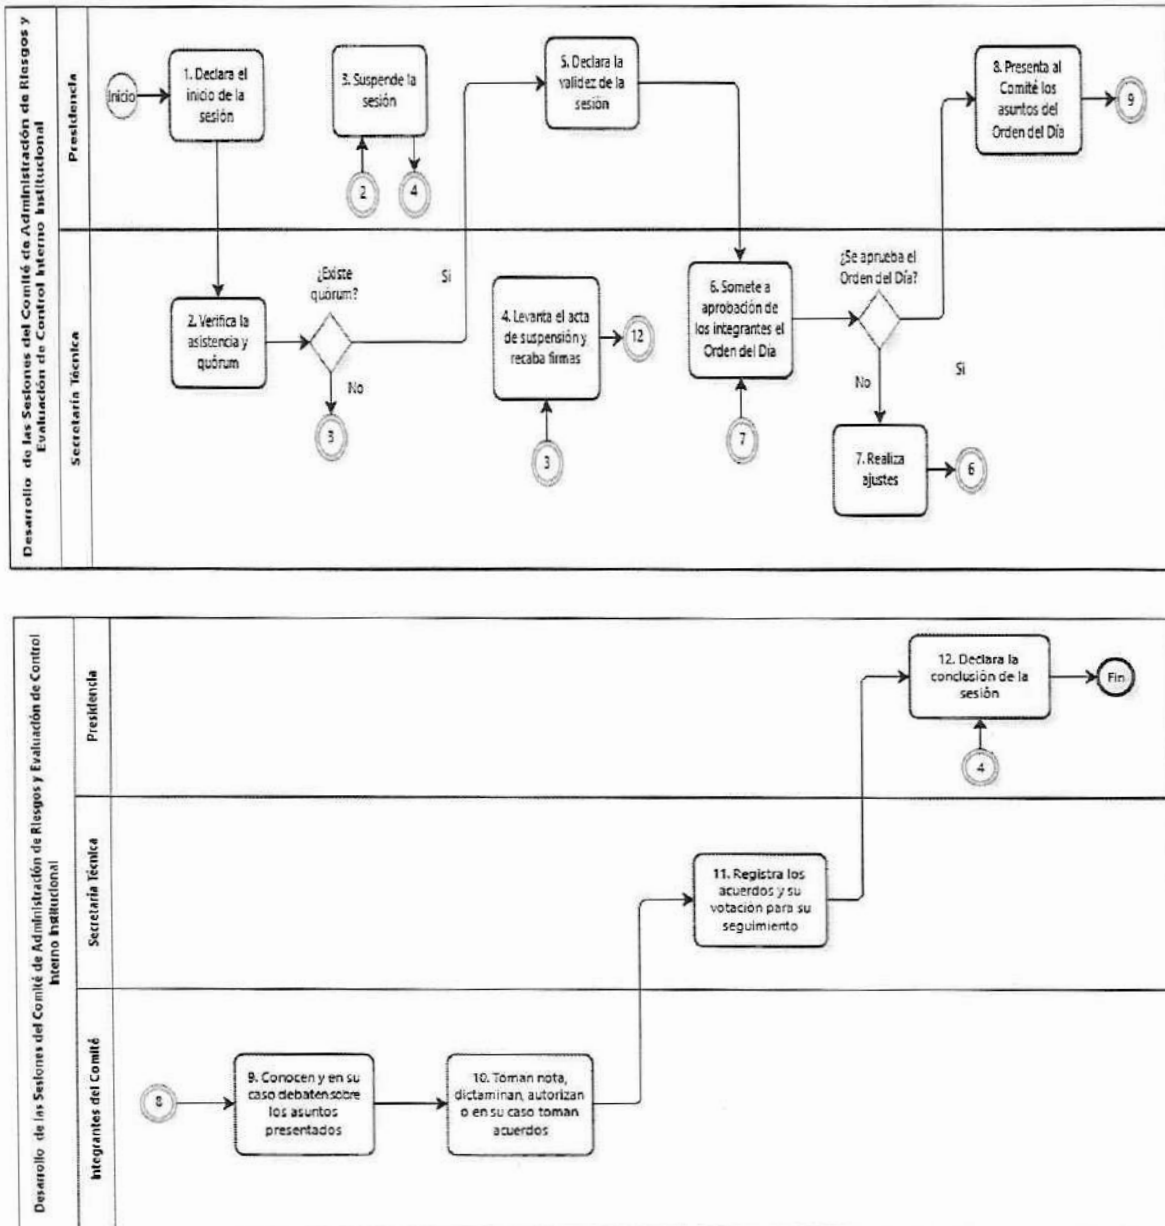 Desarrollo de las Sesiones del Comité de Administración de Riesgos y
Evaluación de Control Interno Institucional
Presidencia
Inicio
1. Declara el
inicio de la
sesión
3. Suspende la
sesión
2
4
5. Declara la
validez de la
sesión
8. Presenta al
Comité los
asuntos del
Orden del Día
9
Secretaría Técnica
2. Verifica la
asistencia y
quórum
¿Existe
quórum?
Si
No
3
4. Levanta el acta
de suspensión y
recaba firmas
12
3
6. Somete a
aprobación de
los integrantes el
Orden del Día
7
¿Se aprueba el
Orden del Día?
Si
No
7. Realiza
ajustes
6
Desarrollo de las Sesiones del Comité de Administración de Riesgos y Evaluación de Control
Interno Institucional
Presidencia
12. Declara la
conclusión de la
sesión
Fin
4
Secretaría Técnica
11. Registra los
acuerdos y su
votación para su
seguimiento
Integrantes del Comité
8
9. Conocen y en su
caso debaten sobre
los asuntos
presentados
10. Toman nota,
dictaminan, autorizan
o en su caso toman
acuerdos